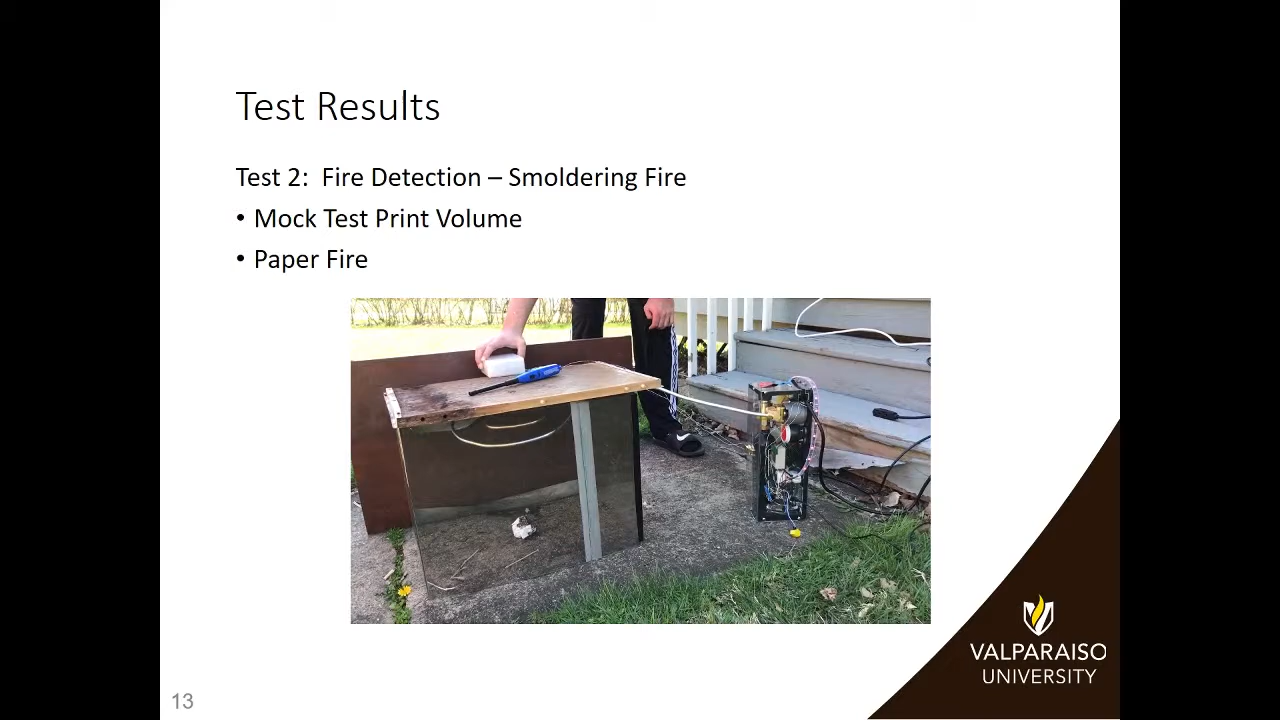 Test Results
Test 2:  Fire Detection – Smoldering Fire
• Mock Test Print Volume
• Paper Fire
VALPARAISO
UNIVERSITY
13